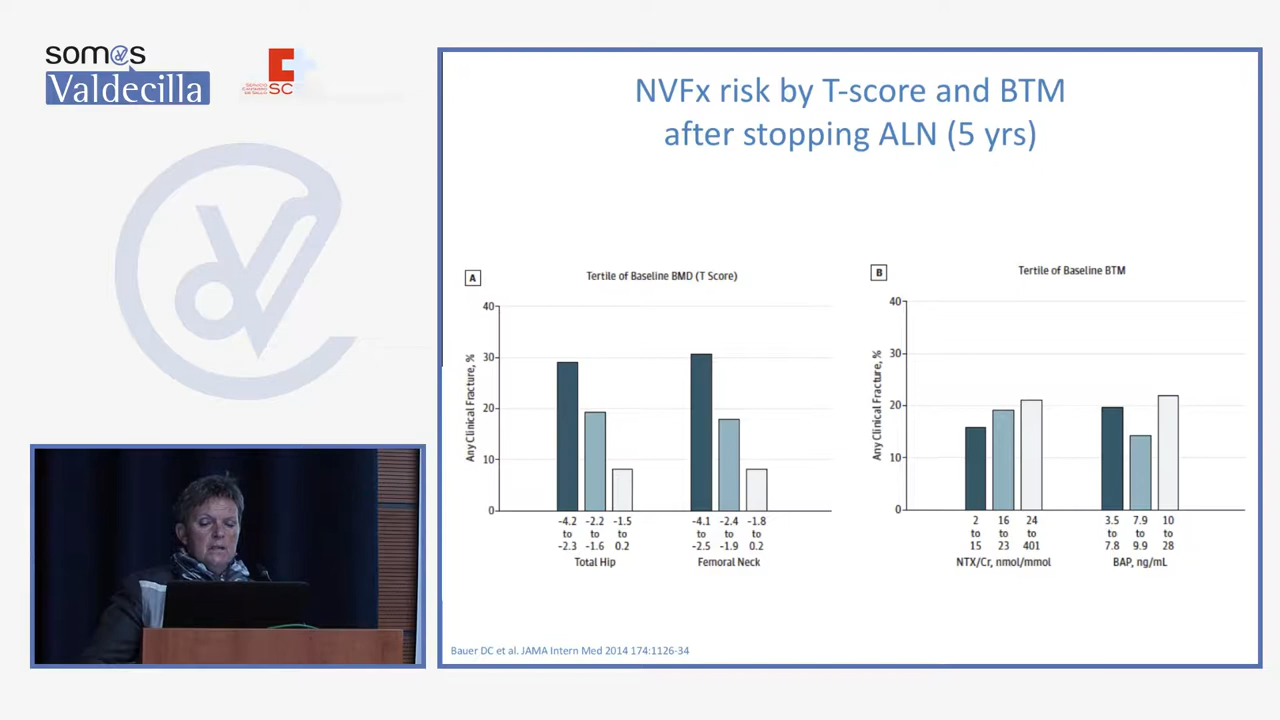 somos
Valdecilla
SERVICIO
CÁNTABRO
DE SALUD
SC
NVFx risk by T-score and BTM
after stopping ALN (5 yrs)
A
Tertile of Baseline BMD (T Score)
Any Clinical Fracture, %
40
30
20
10
0
-4.2 -2.2 -1.5
to to to
-2.3 -1.6 0.2
Total Hip
-4.1 -2.4 -1.8
to to to
-2.5 -1.9 0.2
Femoral Neck
B
Tertile of Baseline BTM
Any Clinical Fracture, %
40
30
20
10
0
2 16 24
to to to
15 23 401
NTX/Cr, nmol/mmol
3.5 7.9 10
to to to
7.8 9.9 28
BAP, ng/mL
Bauer DC et al. JAMA Intern Med 2014 174:1126-34